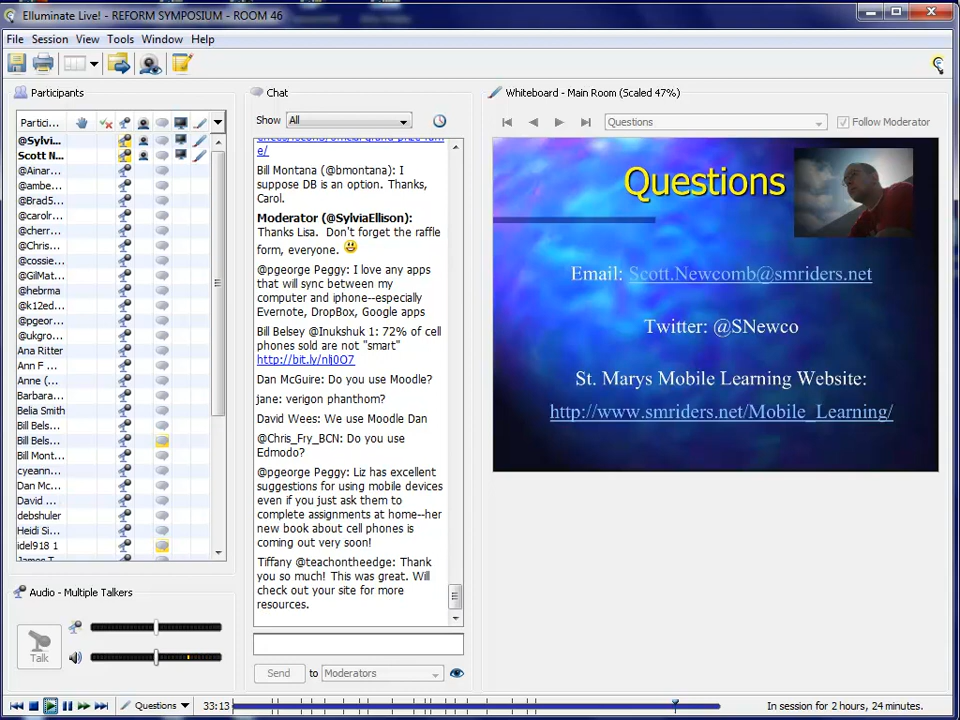 Elluminate Live! - REFORM SYMPOSIUM - ROOM 46
File Session View Tools Window Help
Participants
Partici...
@Sylvi...
Scott N...
@Ainar...
@ambe...
@Brad5...
@carolr...
@cherr...
@Chris...
@cossie...
@GilMat...
@hebrma
@k12ed...
@pgeor...
@ukgro...
Ana Ritter
Ann F ...
Anne (...
Barbara...
Belia Smith
Bill Bels...
Bill Bels...
Bill Mont...
cyeann...
Dan Mc...
David ...
debshuler
Heidi Si...
idel918 1
Audio - Multiple Talkers
Talk
Chat
Show All
e/
Bill Montana (@bmontana): I
suppose DB is an option. Thanks,
Carol.
Moderator (@SylviaEllison):
Thanks Lisa. Don't forget the raffle
form, everyone.
@pgeorge Peggy: I love any apps
that will sync between my
computer and iphone--especially
Evernote, DropBox, Google apps
Bill Belsey @Inukshuk 1: 72% of cell
phones sold are not "smart"
http://bit.ly/nlj0O7
Dan McGuire: Do you use Moodle?
jane: verigon phanthom?
David Wees: We use Moodle Dan
@Chris_Fry_BCN: Do you use
Edmodo?
@pgeorge Peggy: Liz has excellent
suggestions for using mobile devices
even if you just ask them to
complete assignments at home--her
new book about cell phones is
coming out very soon!
Tiffany @teachontheedge: Thank
you so much! This was great. Will
check out your site for more
resources.
Send to Moderators
Whiteboard - Main Room (Scaled 47%)
Questions
Follow Moderator
Questions
Email: Scott.Newcomb@smriders.net
Twitter: @SNewco
St. Marys Mobile Learning Website:
http://www.smriders.net/Mobile_Learning/
Questions
33:13
In session for 2 hours, 24 minutes.